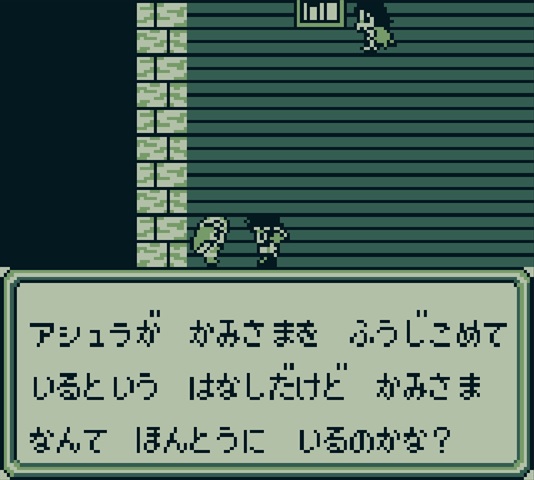 アシュラが かみさまを ふうじこめて
いるという はなしだけど かみさま
なんて ほんとうに いるのかな?